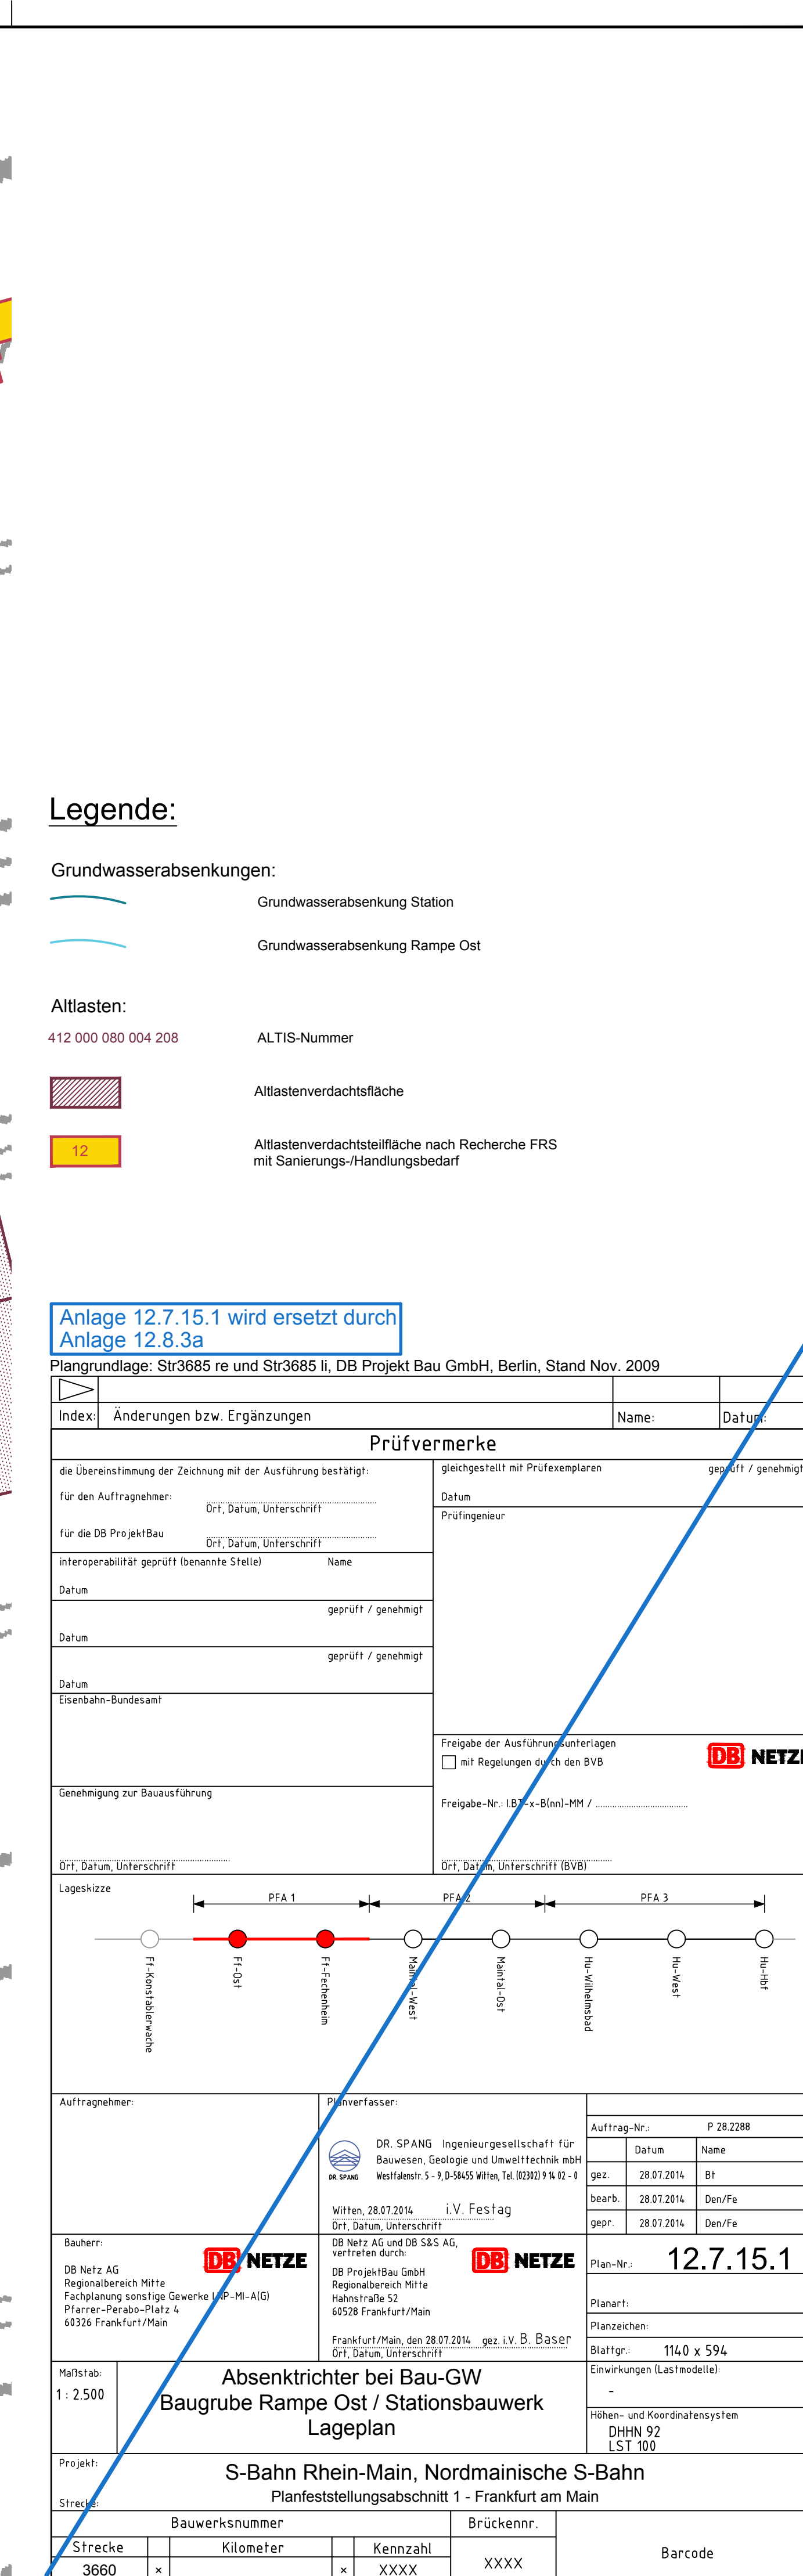 Legende:
Grundwasserabsenkungen:
Grundwasserabsenkung Station
Grundwasserabsenkung Rampe Ost
Altlasten:
412 000 080 004 208 ALTIS-Nummer
Altlastenverdachtsfläche
12 Altlastenverdachtsteilfläche nach Recherche FRS
mit Sanierungs-/Handlungsbedarf
Anlage 12.7.15.1 wird ersetzt durch
Anlage 12.8.3a
Plangrundlage: Str3685 re und Str3685 li, DB Projekt Bau GmbH, Berlin, Stand Nov. 2009
Index: Änderungen bzw. Ergänzungen Name: Datum:
Prüfvermerke
die Übereinstimmung der Zeichnung mit der Ausführung bestätigt:
für den Auftragnehmer:
Ort, Datum, Unterschrift
für die DB ProjektBau
Ort, Datum, Unterschrift
interoperabilität geprüft (benannte Stelle) Name
Datum
geprüft / genehmigt
Datum
geprüft / genehmigt
Datum
Eisenbahn-Bundesamt
Genehmigung zur Bauausführung
Ort, Datum, Unterschrift
gleichgestellt mit Prüfexemplaren geprüft / genehmigt
Datum
Prüfingenieur
Freigabe der Ausführungsunterlagen
mit Regelungen durch den BVB
DB NETZE
Freigabe-Nr.: I.BT-x-B(nn)-MM /
Ort, Datum, Unterschrift (BVB)
Lageskizze
PFA 1 PFA 2 PFA 3
Ff-Konstablerwache
Ff-Ost
Ff-Fechenheim
Maintal-West
Maintal-Ost
Hu-Wilhelmsbad
Hu-West
Hu-Hbf
Auftragnehmer:
Planverfasser:
DR. SPANG
DR. SPANG Ingenieurgesellschaft für
Bauwesen, Geologie und Umwelttechnik mbH
Westfalenstr. 5 - 9, D-58455 Witten, Tel. (02302) 9 14 02 - 0
Witten, 28.07.2014 i.V. Festag
Ort, Datum, Unterschrift
Auftrag-Nr.: P 28.2288
Datum Name
gez. 28.07.2014 Bt
bearb. 28.07.2014 Den/Fe
gepr. 28.07.2014 Den/Fe
Bauherr:
DB NETZE
DB Netz AG
Regionalbereich Mitte
Fachplanung sonstige Gewerke I.NP-MI-A(G)
Pfarrer-Perabo-Platz 4
60326 Frankfurt/Main
DB Netz AG und DB S&S AG,
vertreten durch:
DB NETZE
DB ProjektBau GmbH
Regionalbereich Mitte
Hahnstraße 52
60528 Frankfurt/Main
Frankfurt/Main, den 28.07.2014 gez. i.V. B. Baser
Ort, Datum, Unterschrift
Plan-Nr.: 12.7.15.1
Planart:
Planzeichen:
Blattgr.: 1140 x 594
Maßstab:
1 : 2.500
Absenktrichter bei Bau-GW
Baugrube Rampe Ost / Stationsbauwerk
Lageplan
Einwirkungen (Lastmodelle):
-
Höhen- und Koordinatensystem
DHHN 92
LST 100
Projekt:
S-Bahn Rhein-Main, Nordmainische S-Bahn
Planfeststellungsabschnitt 1 - Frankfurt am Main
Strecke:
Bauwerksnummer Brückennr.
Strecke Kilometer Kennzahl
3660 × × XXXX XXXX
Barcode